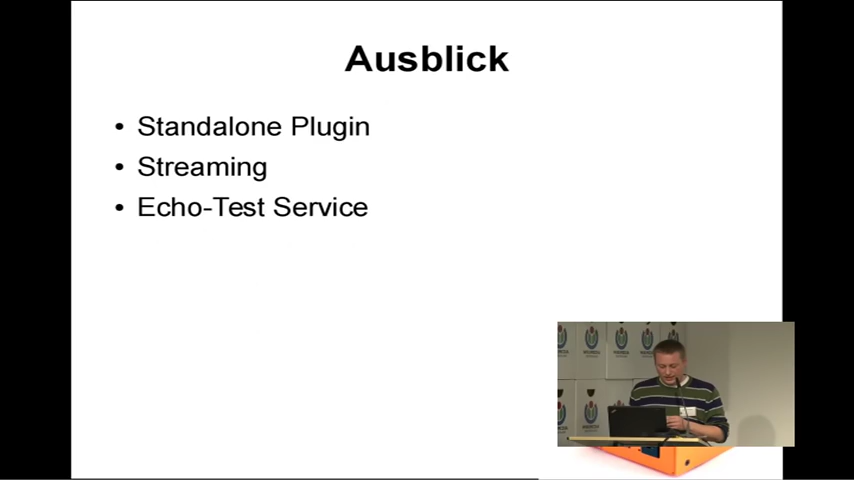 Ausblick
• Standalone Plugin
• Streaming
• Echo-Test Service